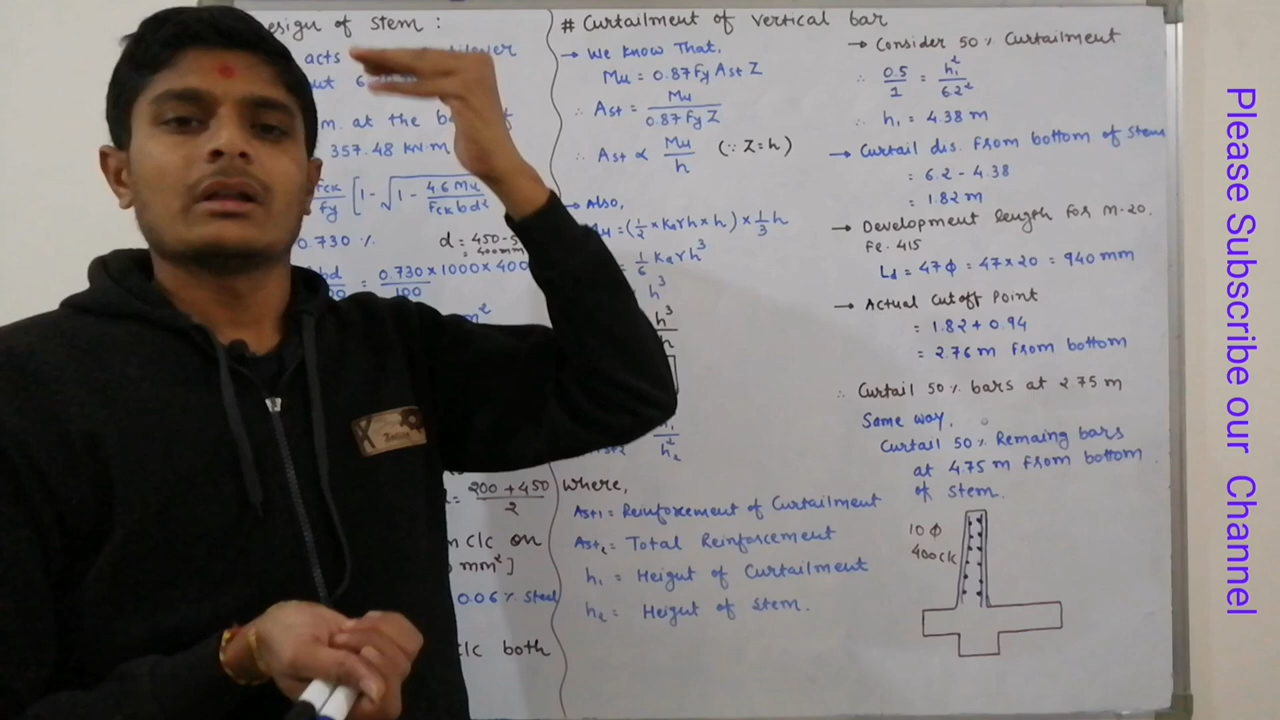 esign of stem :
acts
m. at the
357.48 kN.m
fck/fy [1 - √1 - 4.6 Mu/Fck bd²
0.730 %
d = 450-5
= 400mm
bd = 0.730 × 1000 × 400
100
200 + 450
2
c/c on
mm²]
0.06 % Steel
c/c both
# Curtailment of vertical bar
→ We Know That,
Mu = 0.87 Fy Ast Z
∴ Ast = Mu / 0.87 Fy Z
∴ Ast ∝ Mu / h (∵ Z = h)
→ Also,
Mu = (1/2 × Ka γ h × h) × 1/3 h
= 1/6 Ka γ h³
h³
h³
h
h₂²
where,
Ast1 = Reinforcement of Curtailment
Ast2 = Total Reinforcement
h₁ = Heigut of Curtailment
h₂ = Heigut of Stem.
→ Consider 50 % Curtailment
∴ 0.5/1 = h₁²/6.2²
∴ h₁ = 4.38 m
→ Curtail dis. From bottom of Stem
= 6.2 - 4.38
= 1.82 m
→ Development length For M-20,
Fe. 415
Ld = 47 ϕ = 47 × 20 = 940 mm
→ Actual Cutoff Point
= 1.82 + 0.94
= 2.76 m From bottom
∴ Curtail 50 % bars at 2.75 m
Same way,
Curtail 50 % Remaing bars
at 4.75 m From bottom
of Stem.
10 ϕ
400 c/c
Zebion
Please Subscribe our Channel